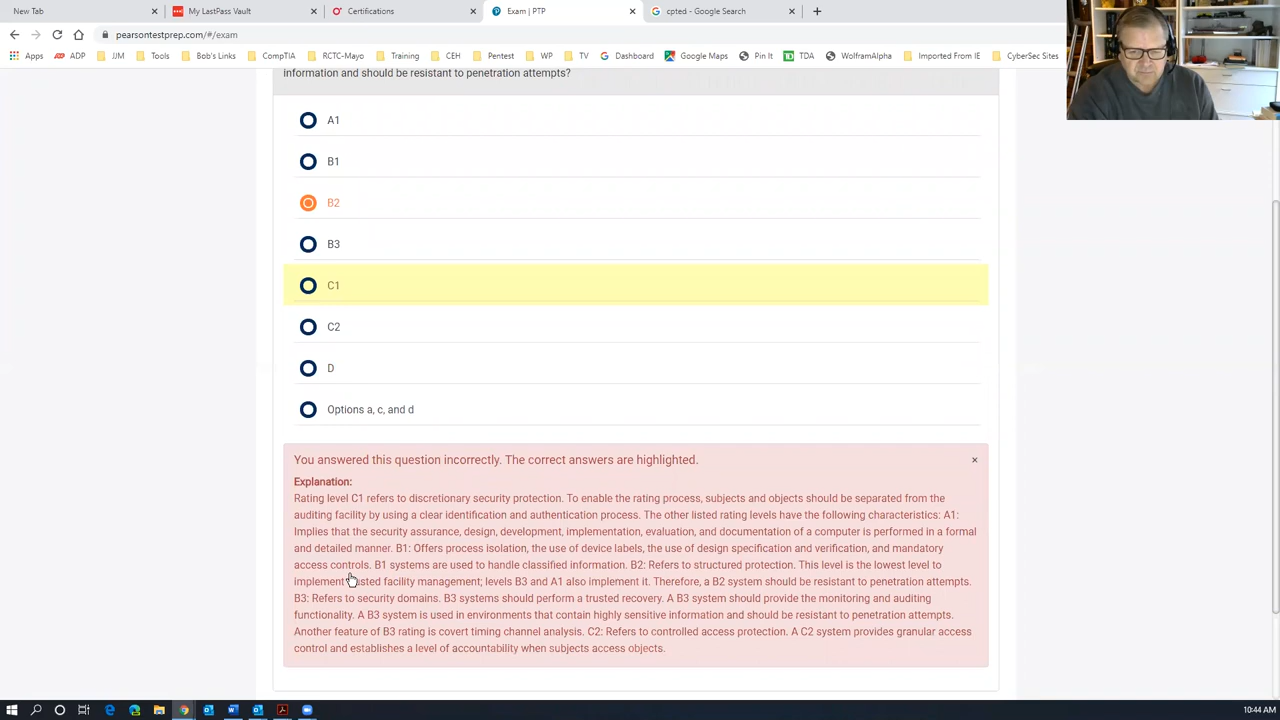 New Tab
My LastPass Vault
Certifications
Exam | PTP
cpted - Google Search
pearsontestprep.com/#/exam
Apps ADP JJM Tools Bob's Links CompTIA RCTC-Mayo Training CEH Pentest WP TV Dashboard Google Maps Pin It TDA WolframAlpha Imported From IE CyberSec Sites
information and should be resistant to penetration attempts?
A1
B1
B2
B3
C1
C2
D
Options a, c, and d
You answered this question incorrectly. The correct answers are highlighted.
Explanation:
Rating level C1 refers to discretionary security protection. To enable the rating process, subjects and objects should be separated from the
auditing facility by using a clear identification and authentication process. The other listed rating levels have the following characteristics: A1:
Implies that the security assurance, design, development, implementation, evaluation, and documentation of a computer is performed in a formal
and detailed manner. B1: Offers process isolation, the use of device labels, the use of design specification and verification, and mandatory
access controls. B1 systems are used to handle classified information. B2: Refers to structured protection. This level is the lowest level to
implement trusted facility management; levels B3 and A1 also implement it. Therefore, a B2 system should be resistant to penetration attempts.
B3: Refers to security domains. B3 systems should perform a trusted recovery. A B3 system should provide the monitoring and auditing
functionality. A B3 system is used in environments that contain highly sensitive information and should be resistant to penetration attempts.
Another feature of B3 rating is covert timing channel analysis. C2: Refers to controlled access protection. A C2 system provides granular access
control and establishes a level of accountability when subjects access objects.
10:44 AM